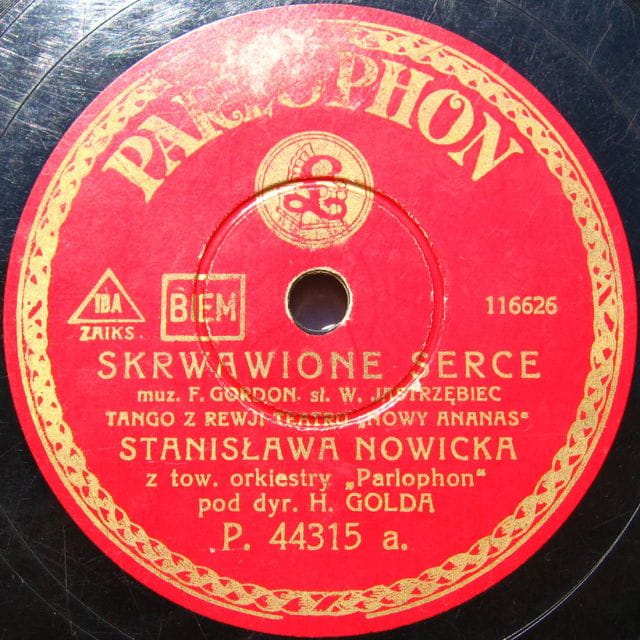 PARLOPHON
£
IBA
ZAIKS.
BIEM
116626
SKRWAWIONE SERCE
muz. F. GORDON. sł. W. JASTRZĘBIEC
TANGO Z REWJI TEATRU „NOWY ANANAS“
STANISŁAWA NOWICKA
z tow. orkiestry „Parlophon“
pod dyr. H. GOLDA
P. 44315 a.